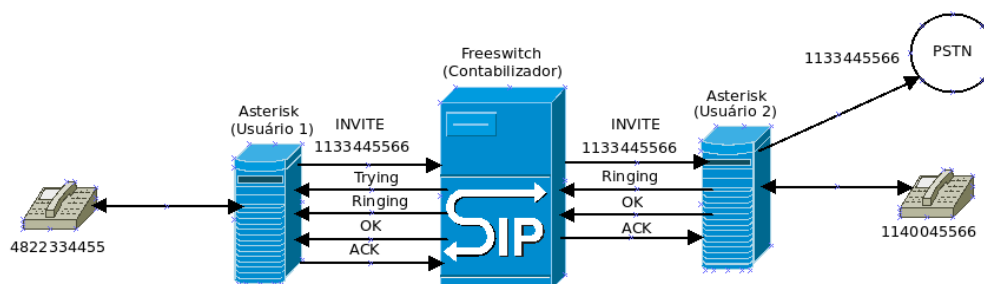 Freeswitch
(Contabilizador)
PSTN
1133445566
Asterisk
(Usuário 1)
Asterisk
(Usuário 2)
INVITE
1133445566
INVITE
1133445566
Trying
Ringing
Ringing
OK
OK
ACK
ACK
SIP
4822334455
1140045566